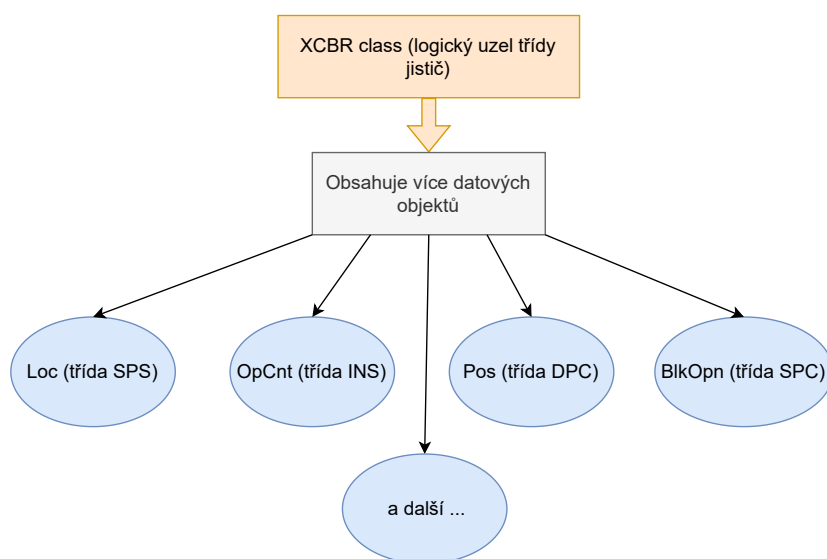 XCBR class (logický uzel třídy
jistič)
Obsahuje více datových
objektů
Loc (třída SPS)
OpCnt (třída INS)
Pos (třída DPC)
BlkOpn (třída SPC)
a další ...